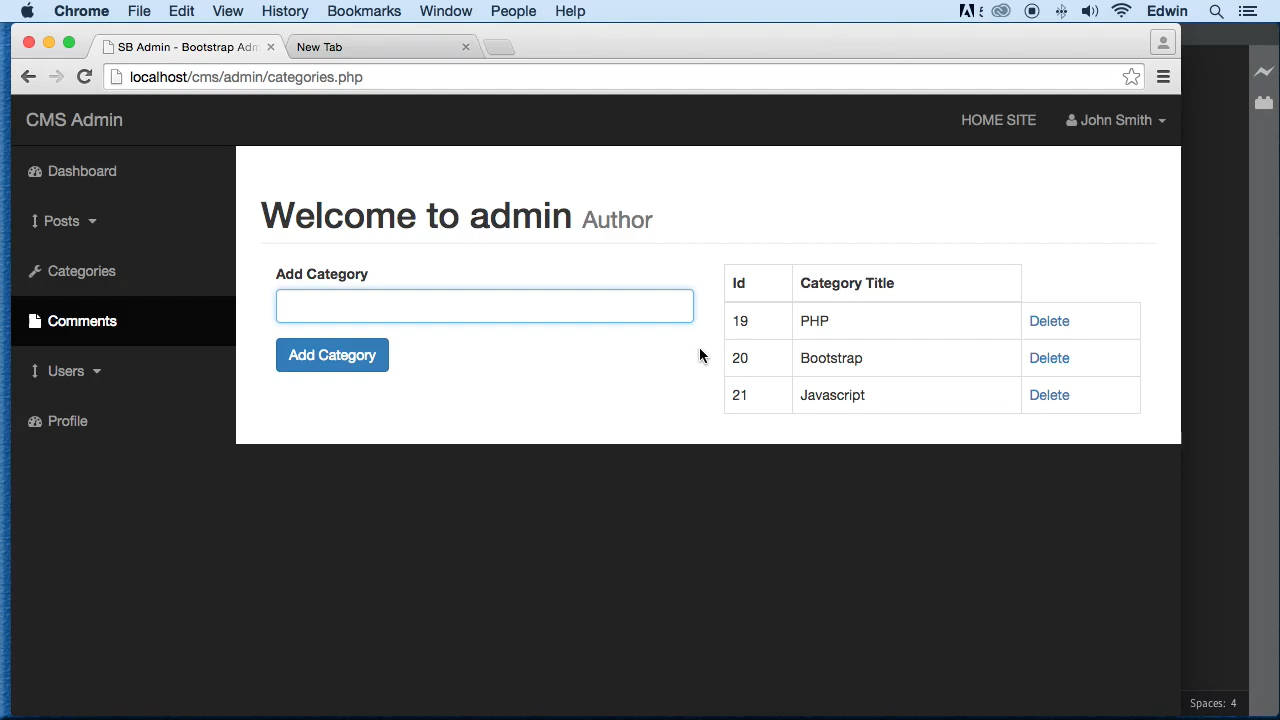 Chrome File Edit View History Bookmarks Window People Help Edwin
SB Admin - Bootstrap Adm New Tab
localhost/cms/admin/categories.php
CMS Admin HOME SITE John Smith
Dashboard
Posts
Categories
Comments
Users
Profile
Welcome to admin Author
Add Category
Add Category
Id Category Title
19 PHP Delete
20 Bootstrap Delete
21 Javascript Delete
Spaces: 4